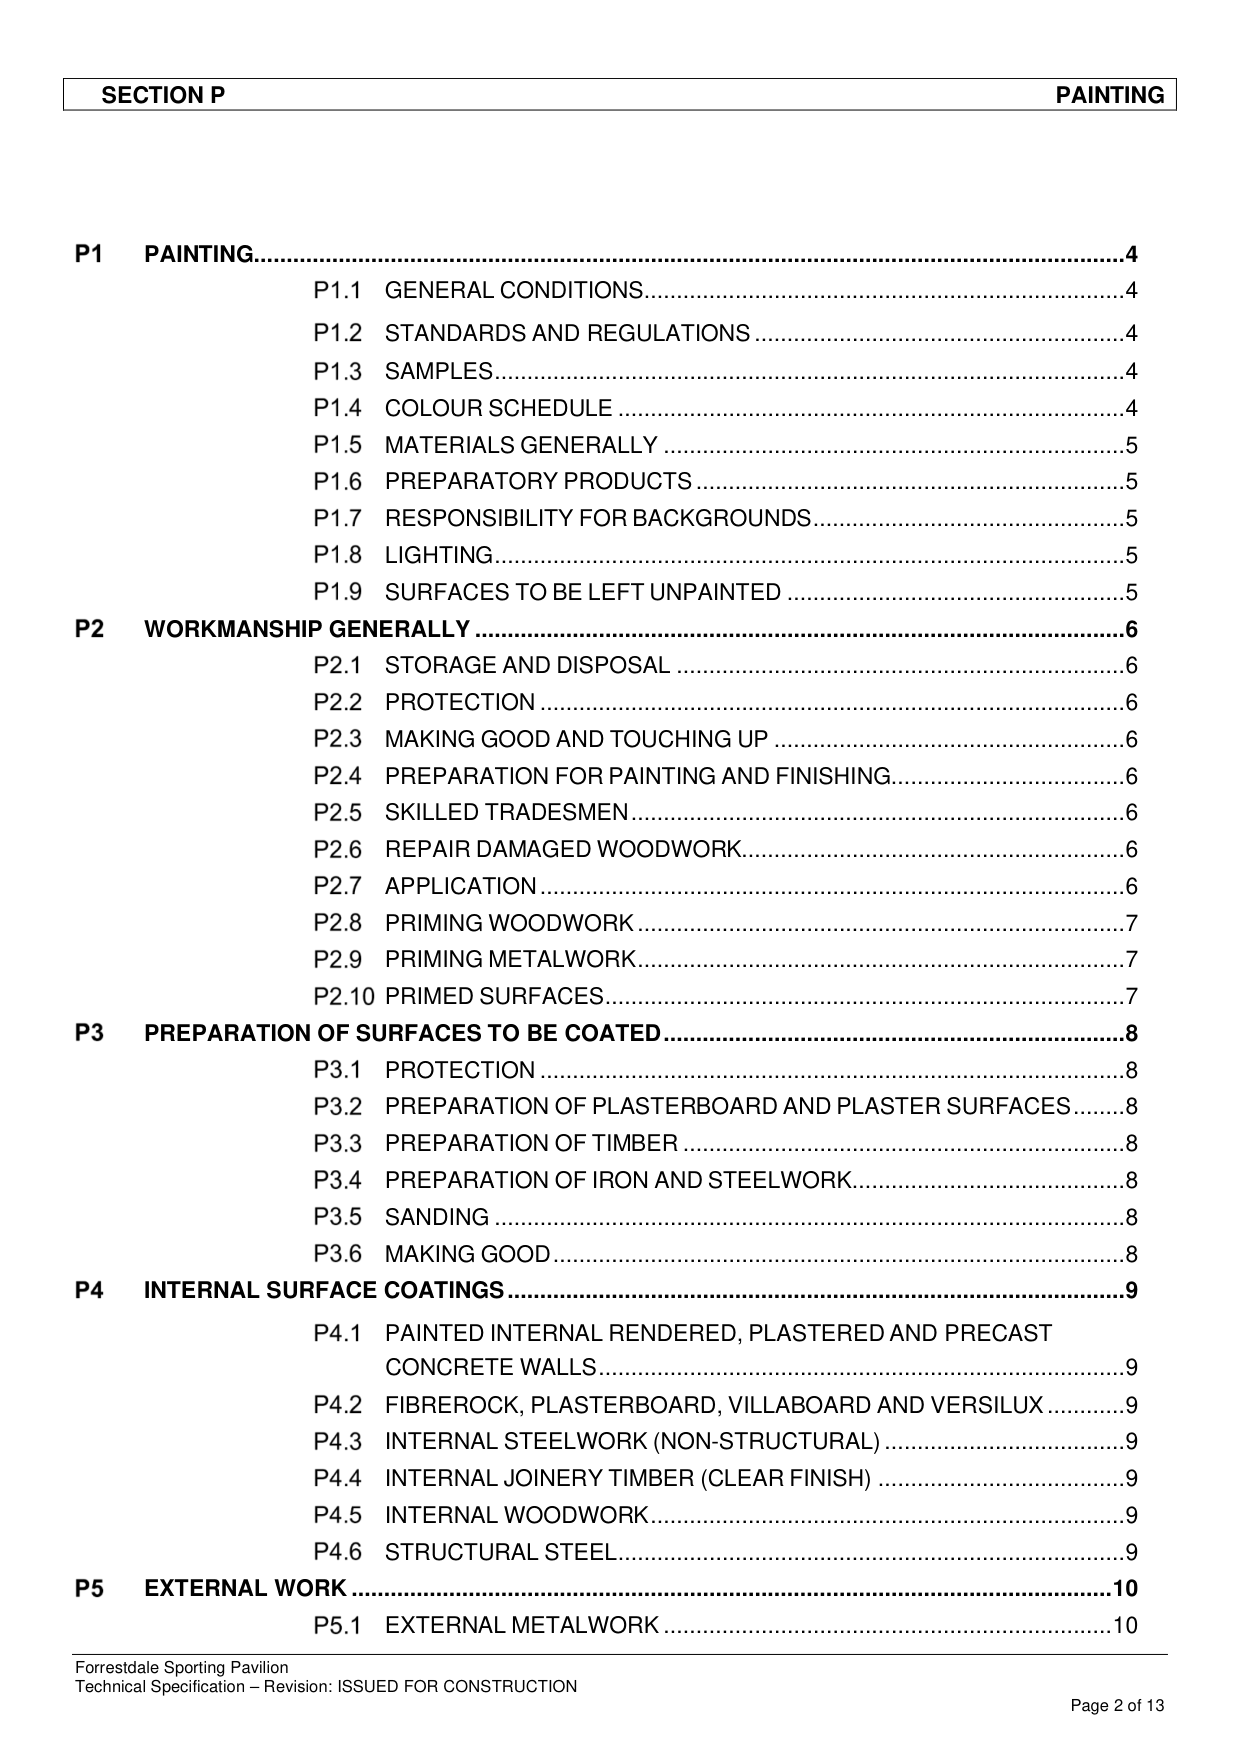 SECTION P PAINTING
P1 PAINTING....................4
P1.1 GENERAL CONDITIONS....................4
P1.2 STANDARDS AND REGULATIONS ....................4
P1.3 SAMPLES....................4
P1.4 COLOUR SCHEDULE ....................4
P1.5 MATERIALS GENERALLY ....................5
P1.6 PREPARATORY PRODUCTS ....................5
P1.7 RESPONSIBILITY FOR BACKGROUNDS....................5
P1.8 LIGHTING....................5
P1.9 SURFACES TO BE LEFT UNPAINTED ....................5
P2 WORKMANSHIP GENERALLY ....................6
P2.1 STORAGE AND DISPOSAL ....................6
P2.2 PROTECTION ....................6
P2.3 MAKING GOOD AND TOUCHING UP ....................6
P2.4 PREPARATION FOR PAINTING AND FINISHING....................6
P2.5 SKILLED TRADESMEN....................6
P2.6 REPAIR DAMAGED WOODWORK....................6
P2.7 APPLICATION ....................6
P2.8 PRIMING WOODWORK ....................7
P2.9 PRIMING METALWORK....................7
P2.10 PRIMED SURFACES....................7
P3 PREPARATION OF SURFACES TO BE COATED....................8
P3.1 PROTECTION ....................8
P3.2 PREPARATION OF PLASTERBOARD AND PLASTER SURFACES........8
P3.3 PREPARATION OF TIMBER ....................8
P3.4 PREPARATION OF IRON AND STEELWORK....................8
P3.5 SANDING ....................8
P3.6 MAKING GOOD....................8
P4 INTERNAL SURFACE COATINGS....................9
P4.1 PAINTED INTERNAL RENDERED, PLASTERED AND PRECAST
CONCRETE WALLS....................9
P4.2 FIBREROCK, PLASTERBOARD, VILLABOARD AND VERSILUX ............9
P4.3 INTERNAL STEELWORK (NON-STRUCTURAL) ....................9
P4.4 INTERNAL JOINERY TIMBER (CLEAR FINISH) ....................9
P4.5 INTERNAL WOODWORK....................9
P4.6 STRUCTURAL STEEL....................9
P5 EXTERNAL WORK ....................10
P5.1 EXTERNAL METALWORK ....................10
Forrestdale Sporting Pavilion
Technical Specification – Revision: ISSUED FOR CONSTRUCTION
Page 2 of 13